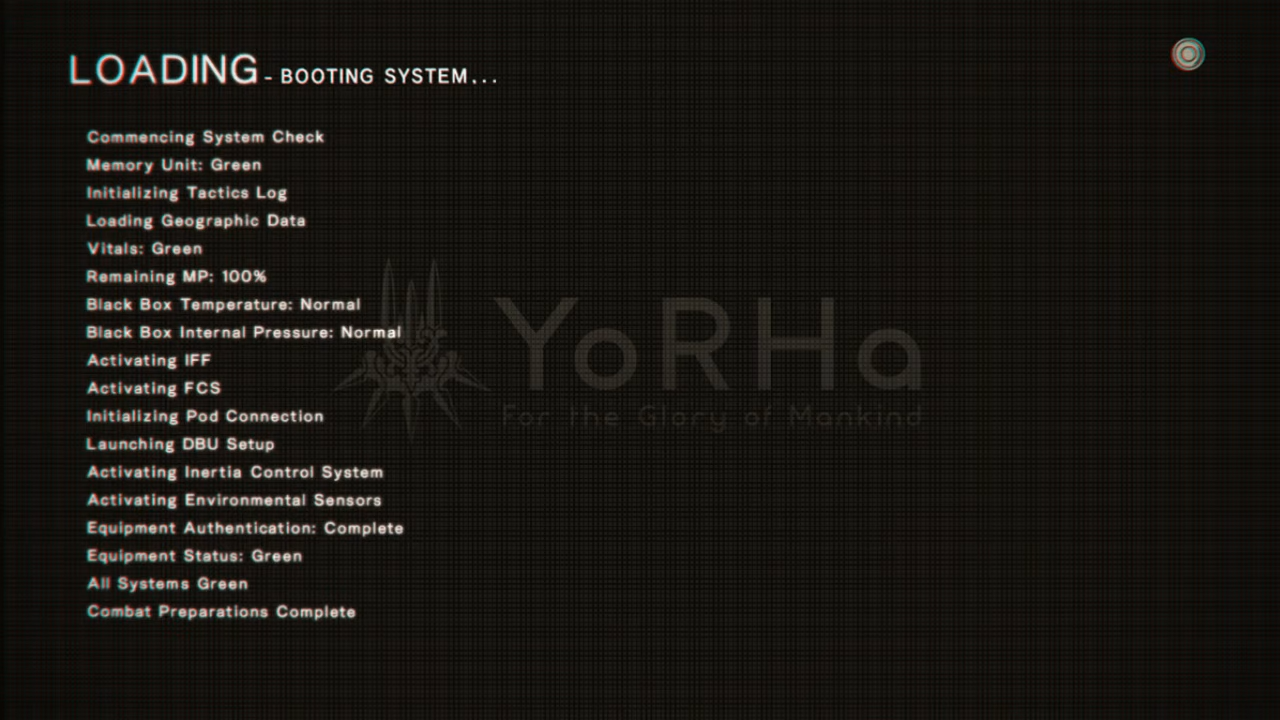 LOADING - BOOTING SYSTEM...
Commencing System Check
Memory Unit: Green
Initializing Tactics Log
Loading Geographic Data
Vitals: Green
Remaining MP: 100%
Black Box Temperature: Normal
Black Box Internal Pressure: Normal
Activating IFF
Activating FCS
Initializing Pod Connection
Launching DBU Setup
Activating Inertia Control System
Activating Environmental Sensors
Equipment Authentication: Complete
Equipment Status: Green
All Systems Green
Combat Preparations Complete
YoRHa
For the Glory of Mankind